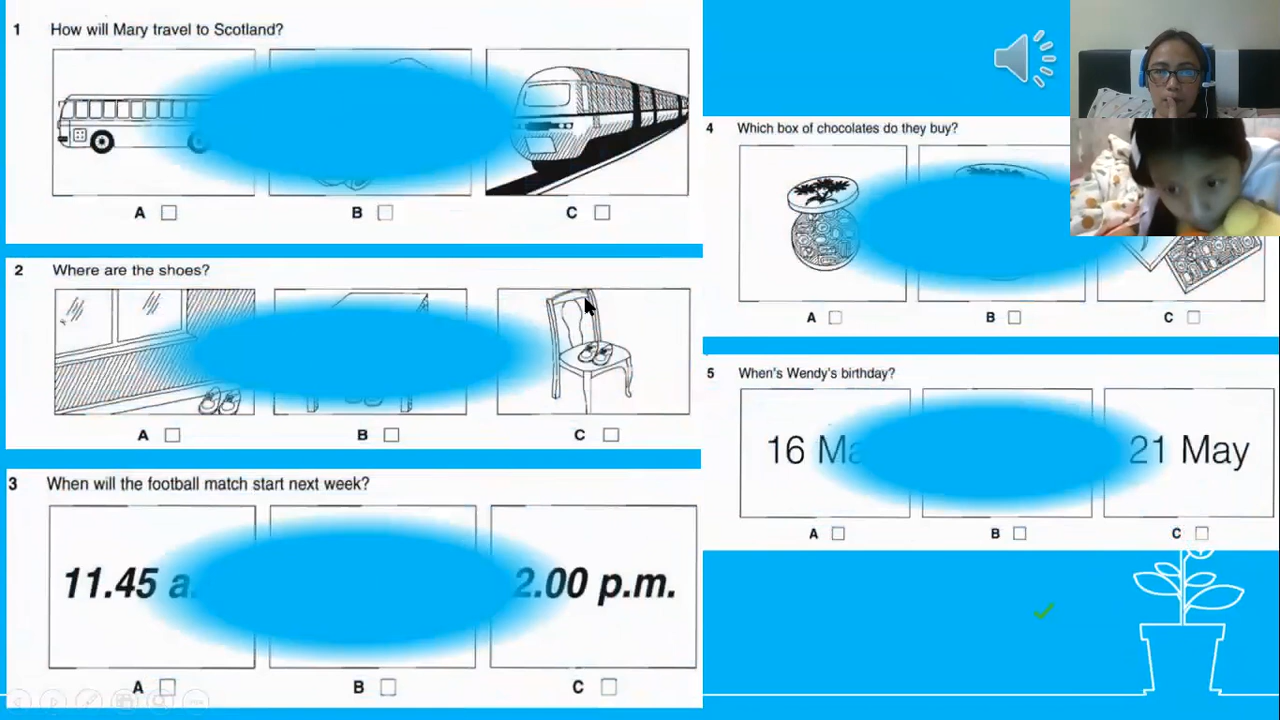 1 How will Mary travel to Scotland?
A B C
2 Where are the shoes?
A B C
3 When will the football match start next week?
11.45 a. 2.00 p.m.
A B C
4 Which box of chocolates do they buy?
A B C
5 When's Wendy's birthday?
16 Ma 21 May
A B C